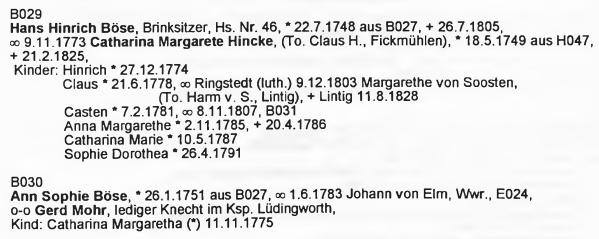 B029
Hans Hinrich Böse, Brinksitzer, Hs. Nr. 46, * 22.7.1748 aus B027, + 26.7.1805,
∞ 9.11.1773 Catharina Margarete Hincke, (To. Claus H., Fickmühlen), * 18.5.1749 aus H047,
+ 21.2.1825,
Kinder: Hinrich * 27.12.1774
Claus * 21.6.1778, ∞ Ringstedt (luth.) 9.12.1803 Margarethe von Soosten,
(To. Harm v. S., Lintig), + Lintig 11.8.1828
Casten * 7.2.1781, ∞ 8.11.1807, B031
Anna Margarethe * 2.11.1785, + 20.4.1786
Catharina Marie * 10.5.1787
Sophie Dorothea * 26.4.1791
B030
Ann Sophie Böse, * 26.1.1751 aus B027, ∞ 1.6.1783 Johann von Elm, Wwr., E024,
o-o Gerd Mohr, lediger Knecht im Ksp. Lüdingworth,
Kind: Catharina Margaretha (*) 11.11.1775